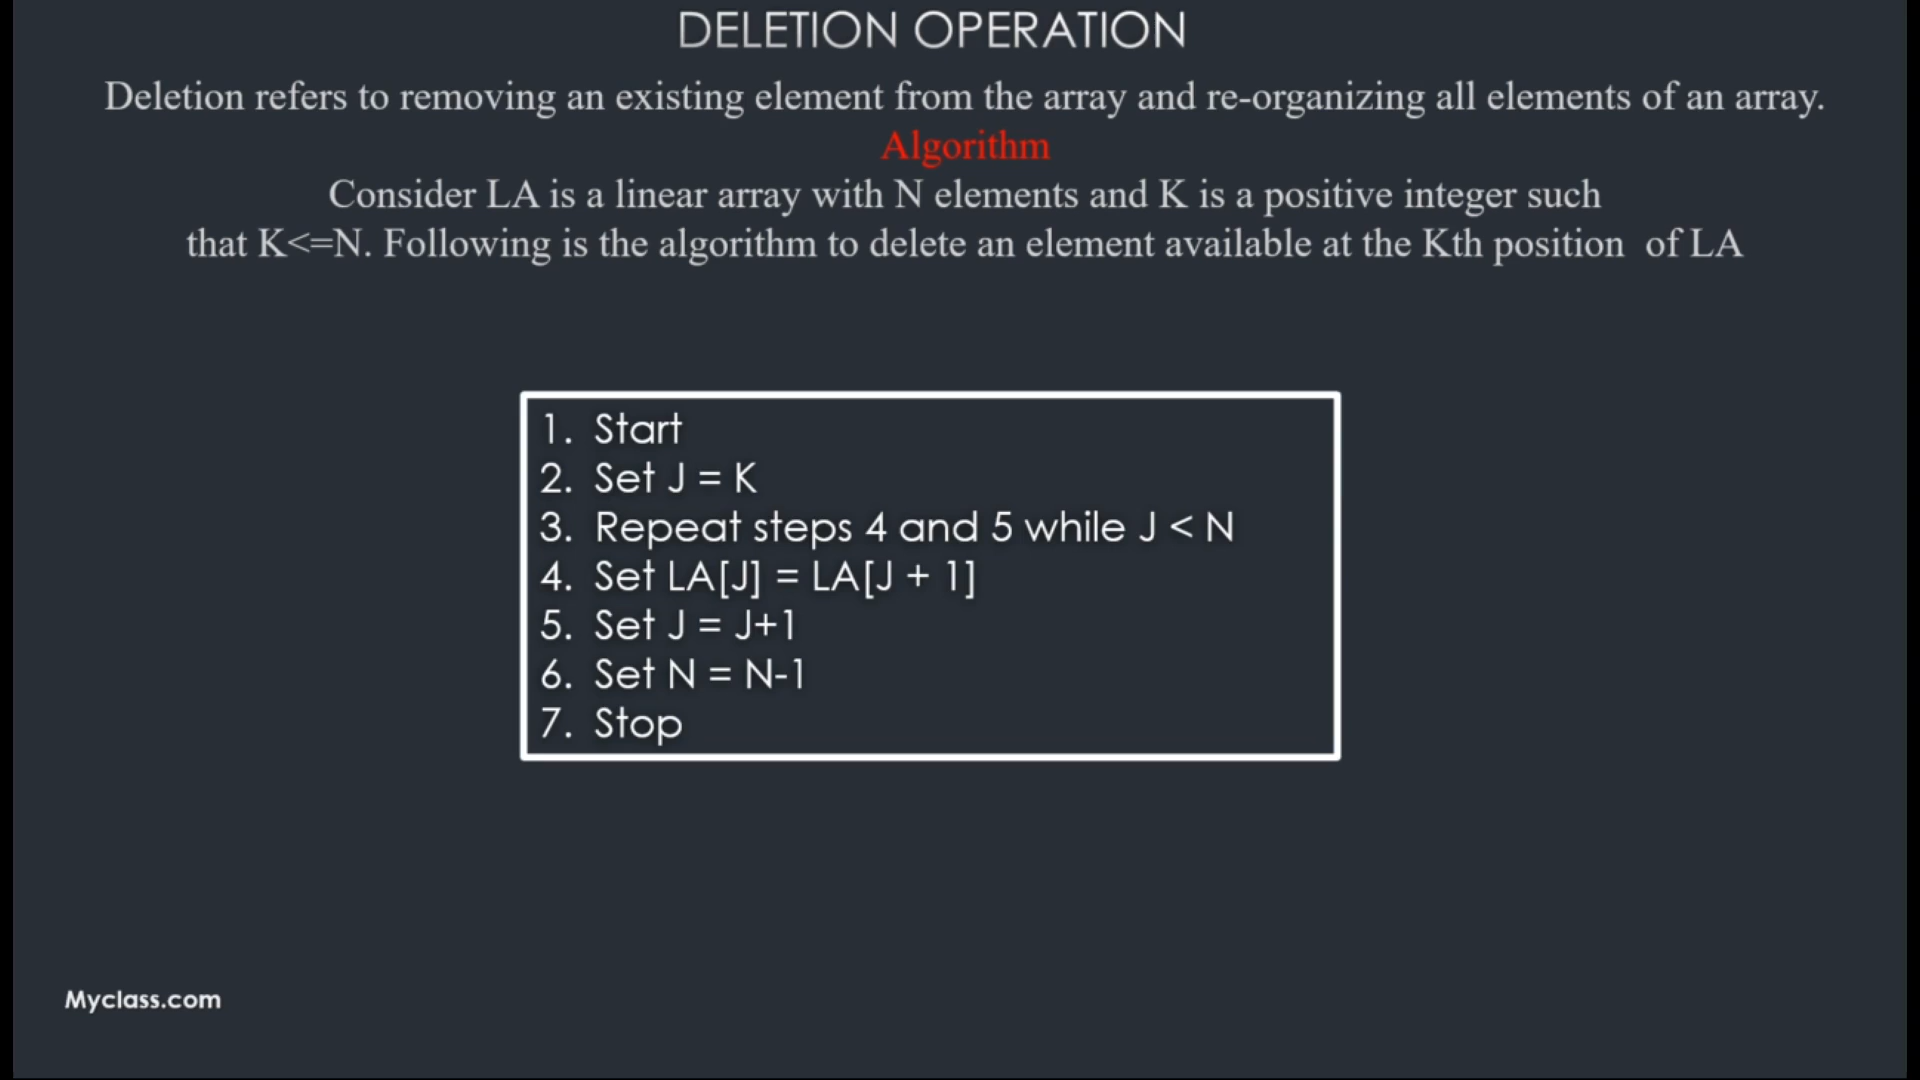 DELETION OPERATION
Deletion refers to removing an existing element from the array and re-organizing all elements of an array.
Algorithm
Consider LA is a linear array with N elements and K is a positive integer such
that K<=N. Following is the algorithm to delete an element available at the Kth position of LA
1. Start
2. Set J = K
3. Repeat steps 4 and 5 while J < N
4. Set LA[J] = LA[J + 1]
5. Set J = J+1
6. Set N = N-1
7. Stop
Myclass.com